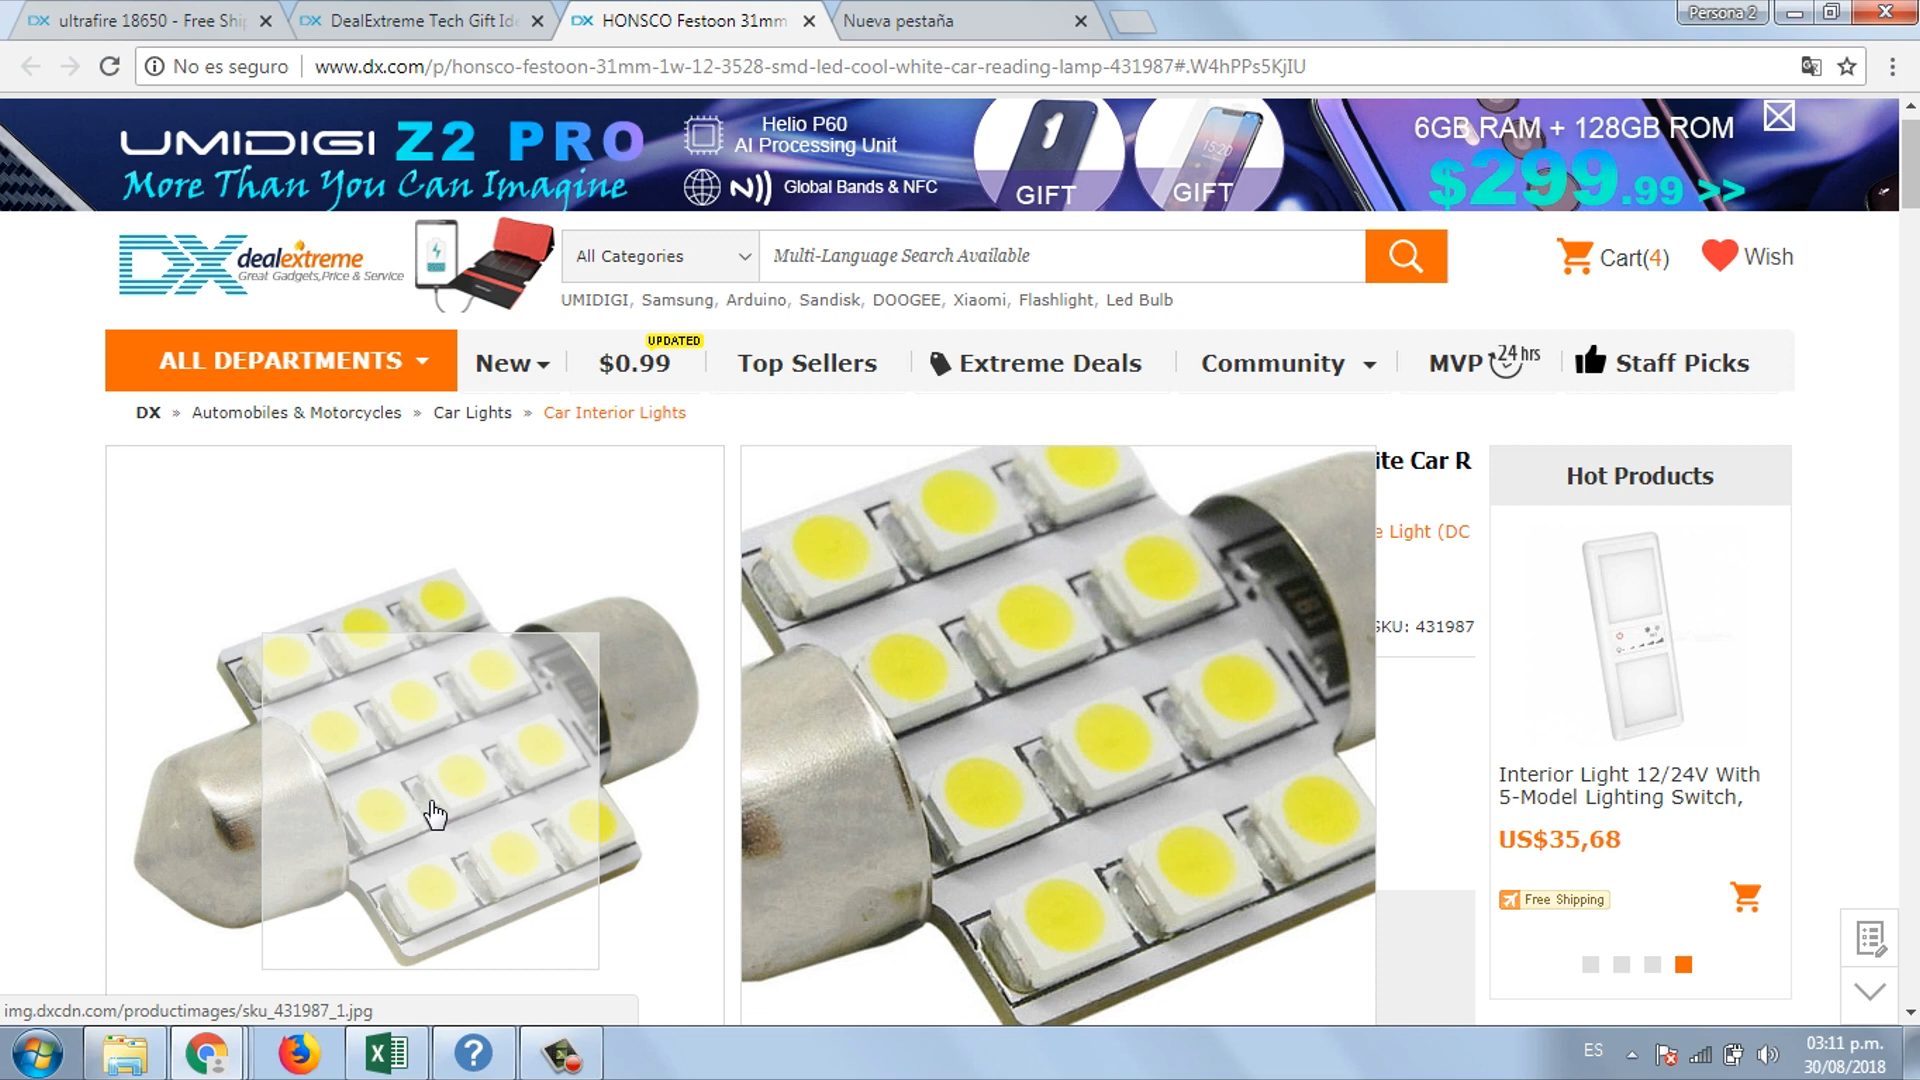 ultrafire 18650 - Free Ship
DealExtreme Tech Gift Ide
HONSCO Festoon 31mm
Nueva pestaña
Persona 2
No es seguro
www.dx.com/p/honsco-festoon-31mm-1w-12-3528-smd-led-cool-white-car-reading-lamp-431987#.W4hPPs5KjIU
UMIDIGI Z2 PRO
More Than You Can Imagine
Helio P60
AI Processing Unit
Global Bands & NFC
GIFT
GIFT
6GB RAM + 128GB ROM
$299.99 >>
DX dealextreme
Great Gadgets,Price & Service
All Categories
Multi-Language Search Available
Cart(4)
Wish
UMIDIGI, Samsung, Arduino, Sandisk, DOOGEE, Xiaomi, Flashlight, Led Bulb
ALL DEPARTMENTS
New
UPDATED
$0.99
Top Sellers
Extreme Deals
Community
MVP 24 hrs
Staff Picks
DX » Automobiles & Motorcycles » Car Lights » Car Interior Lights
ite Car R
e Light (DC
SKU: 431987
181
Hot Products
Interior Light 12/24V With
5-Model Lighting Switch,
US$35,68
Free Shipping
img.dxcdn.com/productimages/sku_431987_1.jpg
ES
03:11 p.m.
30/08/2018